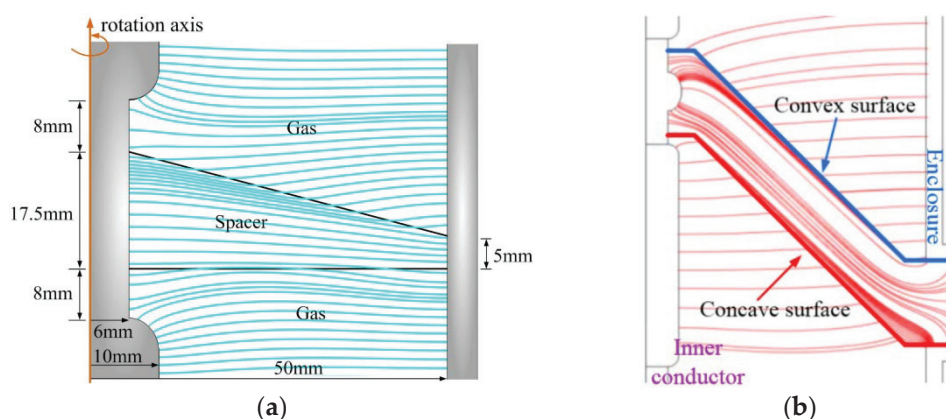 rotation axis
8mm
Gas
17.5mm
Spacer
5mm
8mm
Gas
6mm
10mm
50mm
(a)
Convex surface
Enclosure
Concave surface
Inner
conductor
(b)